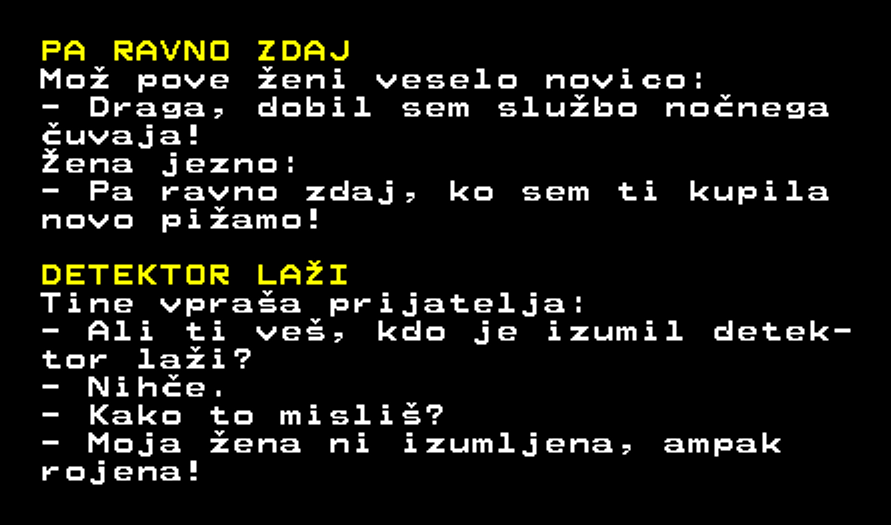 PA RAVNO ZDAJ
Mož pove ženi veselo novico:
- Draga, dobil sem službo nočnega
čuvaja!
Žena jezno:
- Pa ravno zdaj, ko sem ti kupila
novo pižamo!
DETEKTOR LAŽI
Tine vpraša prijatelja:
- Ali ti veš, kdo je izumil detek-
tor laži?
- Nihče.
- Kako to misliš?
- Moja žena ni izumljena, ampak
rojena!